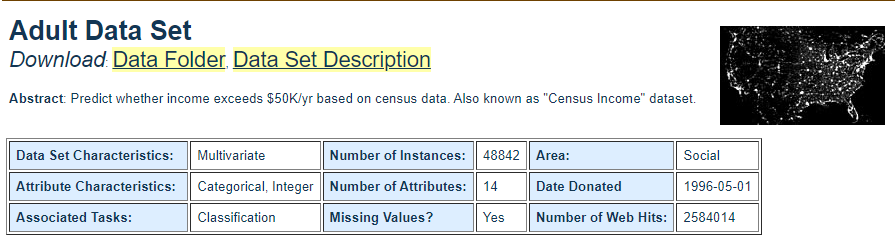 Adult Data Set
Download: Data Folder, Data Set Description
Abstract: Predict whether income exceeds $50K/yr based on census data. Also known as "Census Income" dataset.
Data Set Characteristics: Multivariate Number of Instances: 48842 Area: Social
Attribute Characteristics: Categorical, Integer Number of Attributes: 14 Date Donated 1996-05-01
Associated Tasks: Classification Missing Values? Yes Number of Web Hits: 2584014